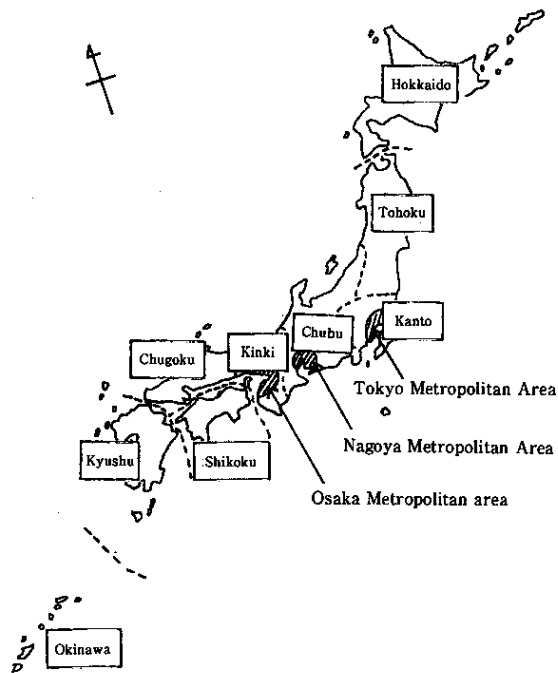 Hokkaido
Tohoku
Kanto
Chubu
Kinki
Chugoku
Tokyo Metropolitan Area
Nagoya Metropolitan Area
Kyushu
Shikoku
Osaka Metropolitan area
Okinawa